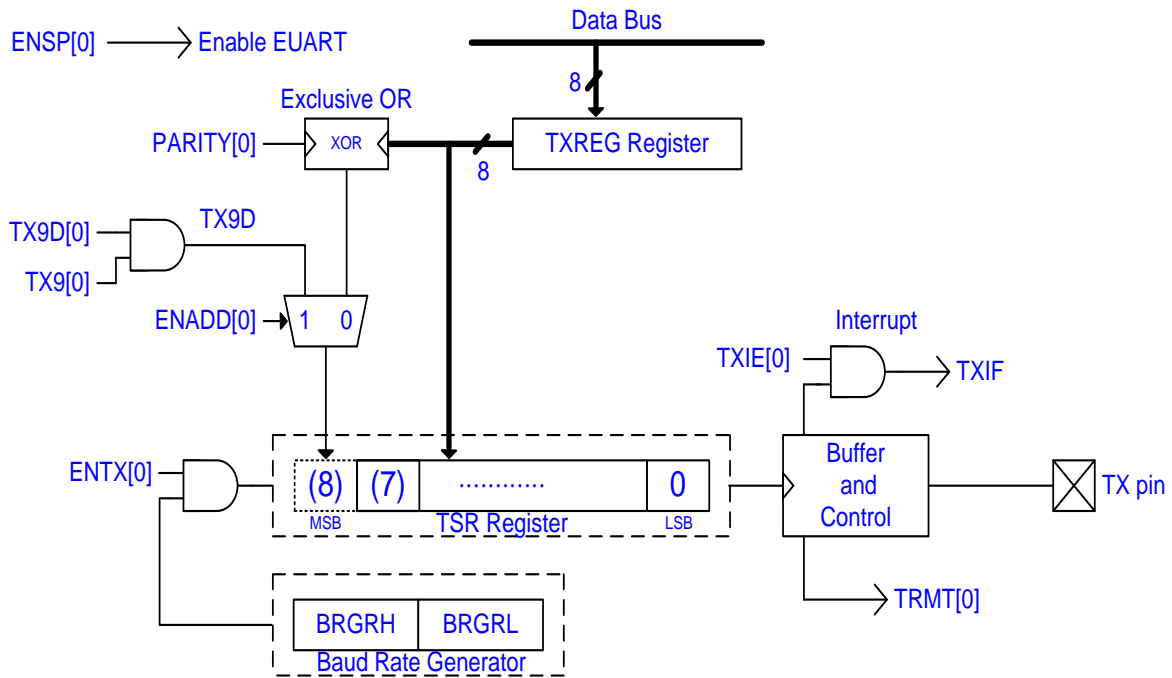 Data Bus
ENSP[0]
Enable EUART
8
Exclusive OR
PARITY[0]
XOR
8
TXREG Register
TX9D[0]
TX9D
TX9[0]
ENADD[0]
1 0
Interrupt
TXIE[0]
TXIF
ENTX[0]
(8) (7) ............ 0
MSB
TSR Register
LSB
Buffer
and
Control
TX pin
TRMT[0]
BRGRH
BRGRL
Baud Rate Generator